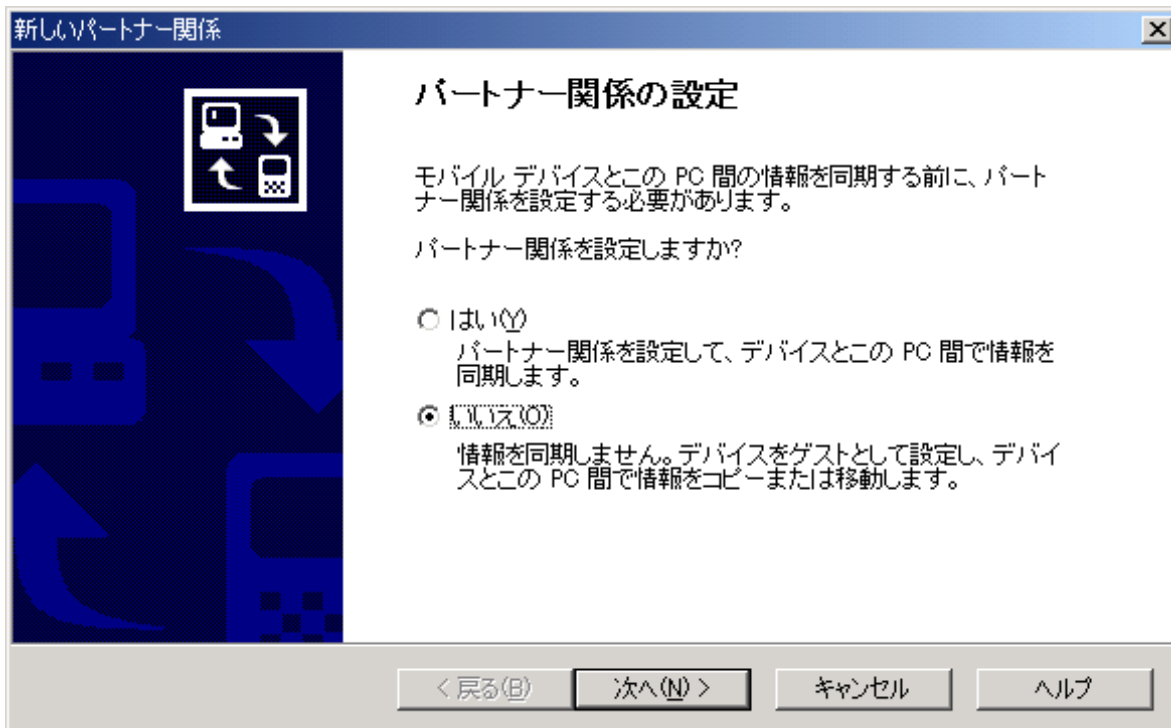 新しいパートナー関係
パートナー関係の設定
モバイル デバイスとこの PC 間の情報を同期する前に、パート
ナー関係を設定する必要があります。
パートナー関係を設定しますか?
はい(Y)
パートナー関係を設定して、デバイスとこの PC 間で情報を
同期します。
いいえ(O)
情報を同期しません。デバイスをゲストとして設定し、デバイ
スとこの PC 間で情報をコピーまたは移動します。
< 戻る(B)
次へ(N) >
キャンセル
ヘルプ